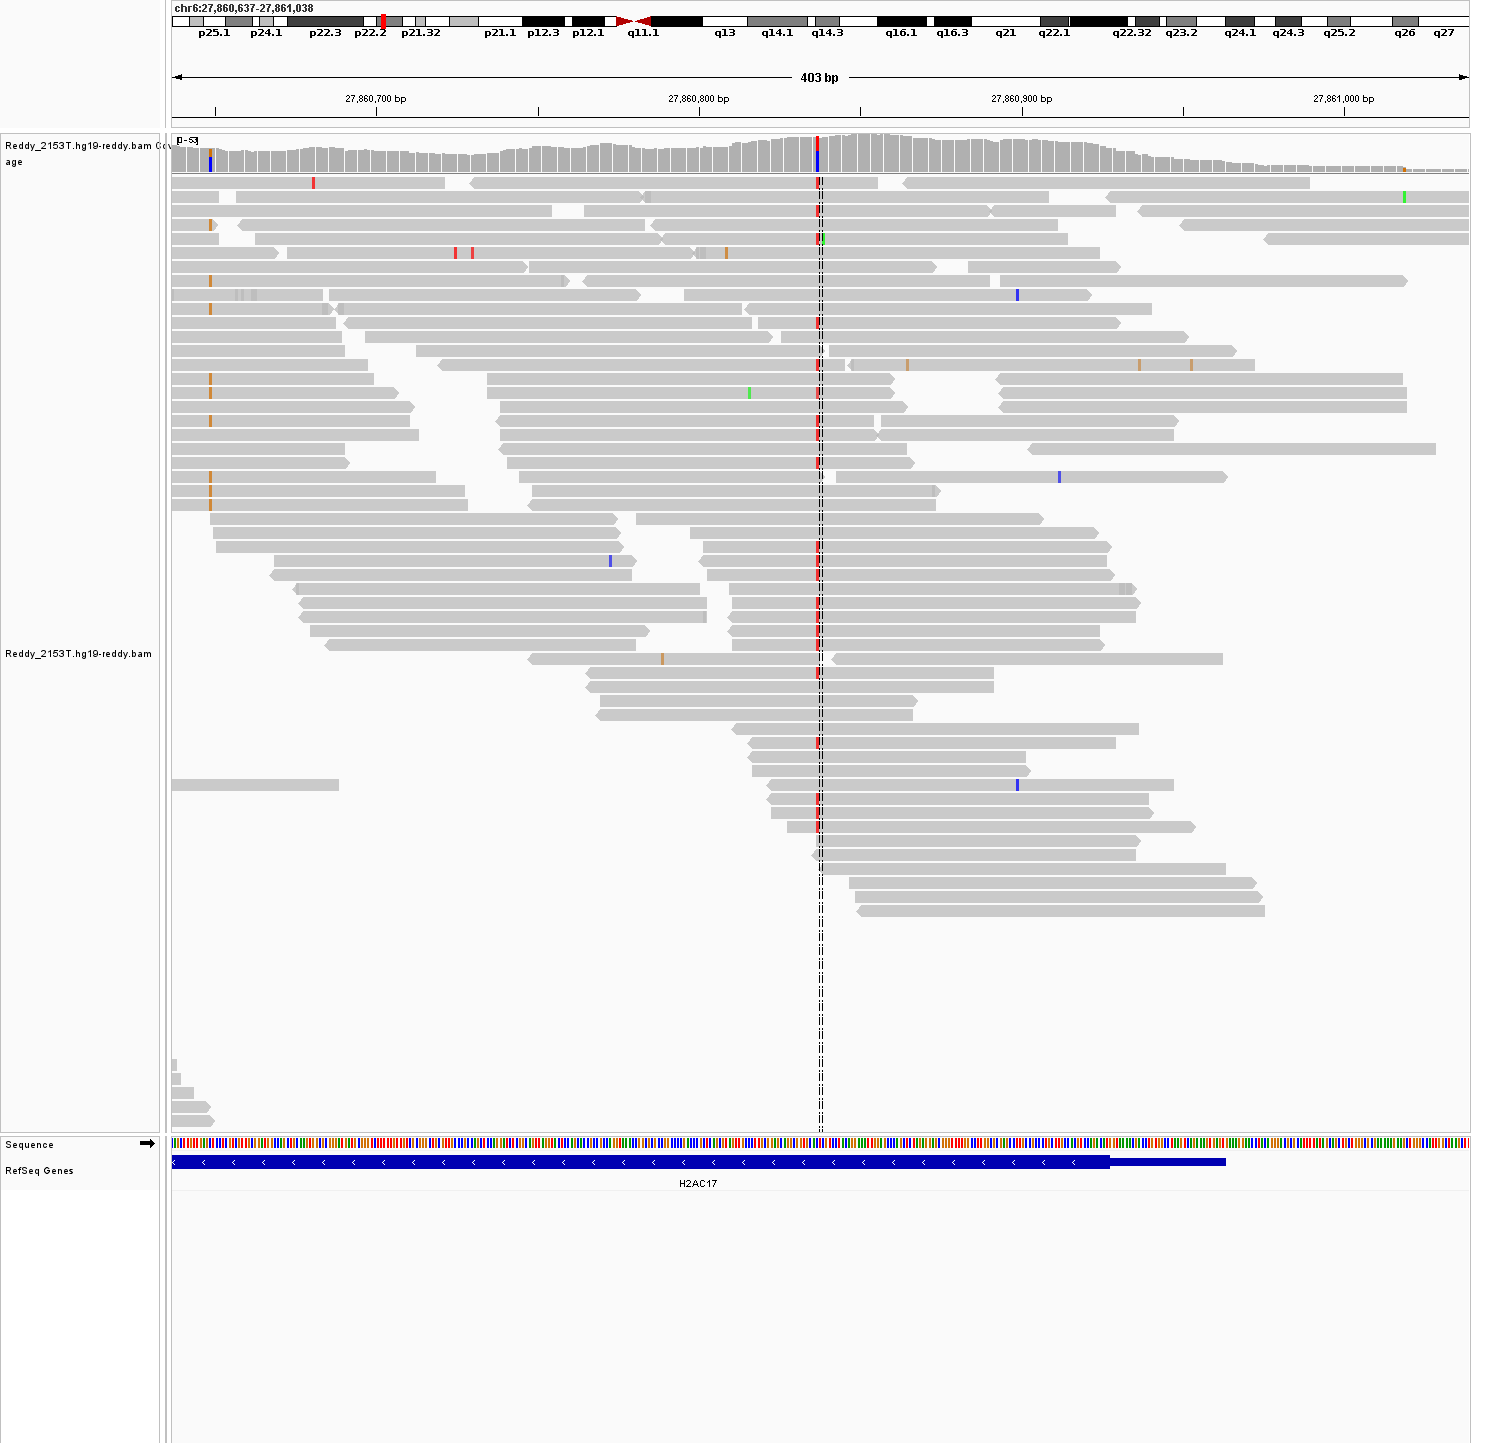 chr6:27,860,637-27,861,038
p25.1 p24.1 p22.3 p22.2 p21.32 p21.1 p12.3 p12.1 q11.1 q13 q14.1 q14.3 q16.1 q16.3 q21 q22.1 q22.32 q23.2 q24.1 q24.3 q25.2 q26 q27
403 bp
27,860,700 bp 27,860,800 bp 27,860,900 bp 27,861,000 bp
Reddy_2153T.hg19-reddy.bam Cov
age
[0-53]
Reddy_2153T.hg19-reddy.bam
Sequence
RefSeq Genes
H2AC17